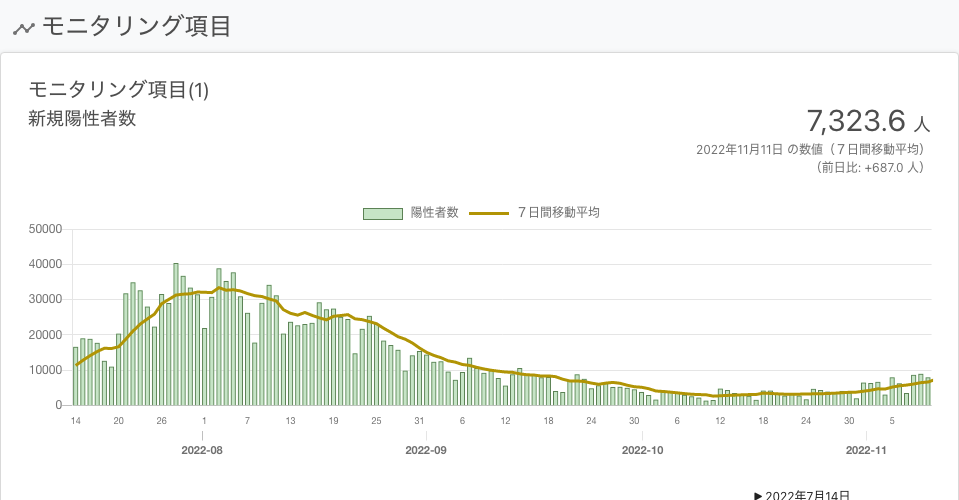 モニタリング項目
モニタリング項目(1)
新規陽性者数
7,323.6 人
2022年11月11日 の数値（７日間移動平均）
（前日比: +687.0 人）
陽性者数 ７日間移動平均
50000
40000
30000
20000
10000
0
14 20 26 1 7 13 19 25 31 6 12 18 24 30 6 12 18 24 30 5
2022-08 2022-09 2022-10 2022-11
▶ 2022年7月14日